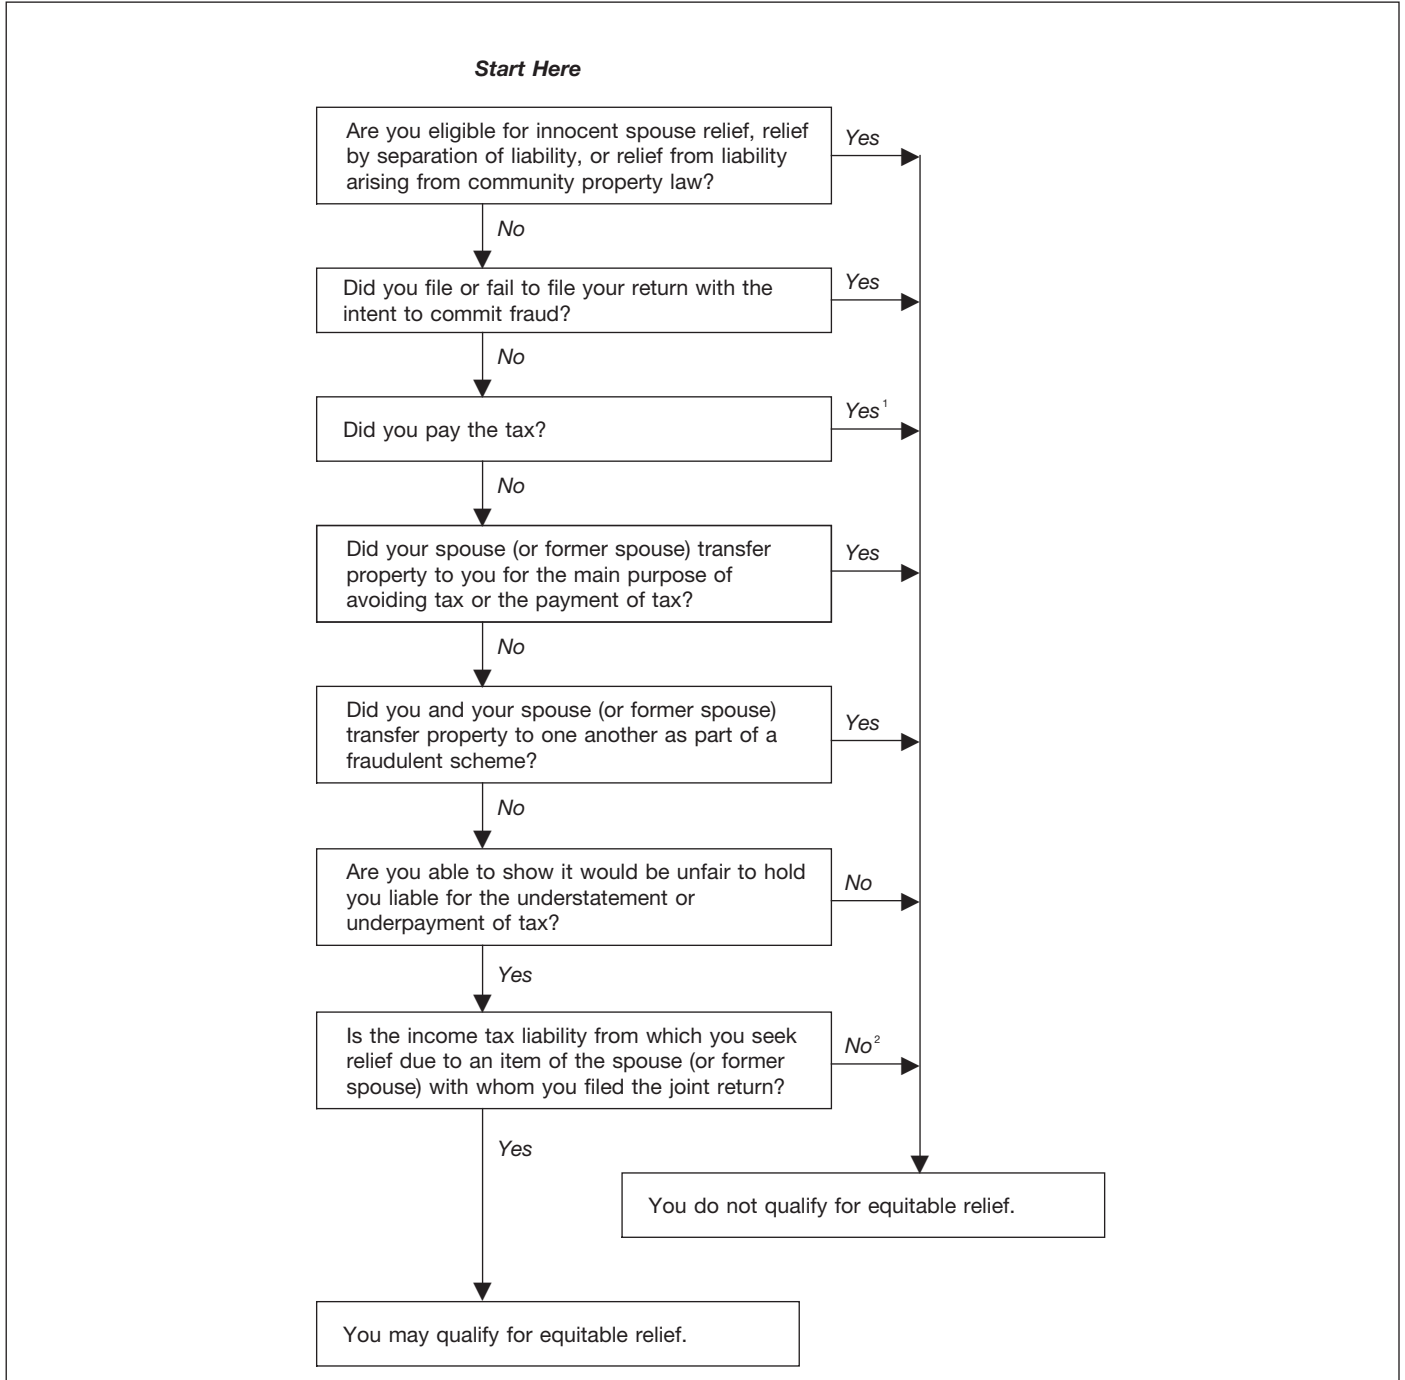 Start Here
Are you eligible for innocent spouse relief, relief
by separation of liability, or relief from liability
arising from community property law?
Yes
No
Did you file or fail to file your return with the
intent to commit fraud?
Yes
No
Did you pay the tax?
Yes¹
No
Did your spouse (or former spouse) transfer
property to you for the main purpose of
avoiding tax or the payment of tax?
Yes
No
Did you and your spouse (or former spouse)
transfer property to one another as part of a
fraudulent scheme?
Yes
No
Are you able to show it would be unfair to hold
you liable for the understatement or
underpayment of tax?
No
Yes
Is the income tax liability from which you seek
relief due to an item of the spouse (or former
spouse) with whom you filed the joint return?
No²
Yes
You do not qualify for equitable relief.
You may qualify for equitable relief.